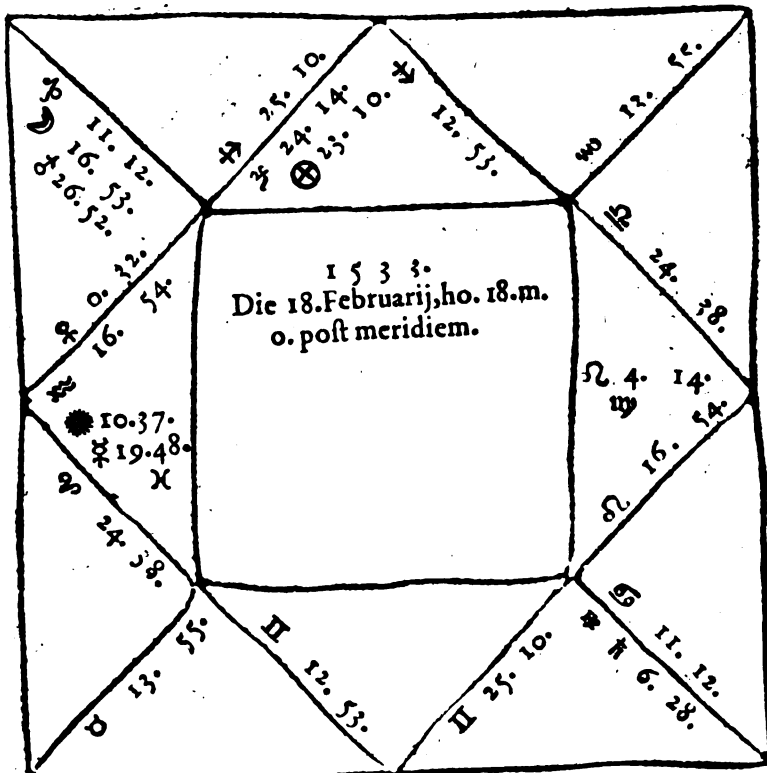 ♐ 25. 10.
♃ 24. 14.
⊗ 23. 10.
♐ 12. 53.
♏ 13. 55.
♑ 11. 12.
☽ 16. 53.
♂ 26. 52.
♎ 24. 38.
♀ 0. 32.
♒ 16. 54.
1 5 3 3.
Die 18.Februarij,ho. 18.m.
0. poſt meridiem.
☊ 4. 14.
♍
☉ 10.37.
☿ 19.48.
♓
♌ 16. 54.
♈ 24. 38.
♉ 13. 55.
♊ 12. 53.
♊ 25. 10.
♋ 11. 12.
℞ ♄ 6. 28.